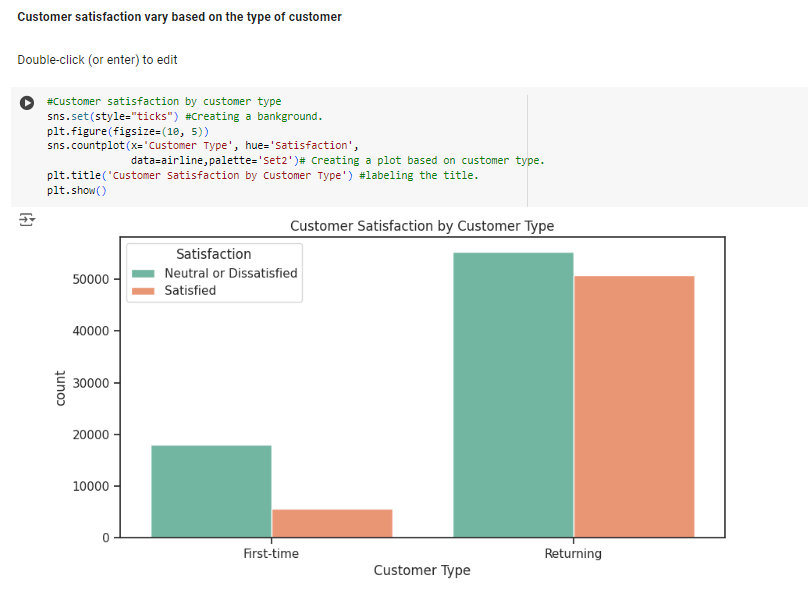 Customer satisfaction vary based on the type of customer
Double-click (or enter) to edit
#Customer satisfaction by customer type
sns.set(style="ticks") #Creating a bankground.
plt.figure(figsize=(10, 5))
sns.countplot(x='Customer Type', hue='Satisfaction',
data=airline,palette='Set2')# Creating a plot based on customer type.
plt.title('Customer Satisfaction by Customer Type') #labeling the title.
plt.show()
Customer Satisfaction by Customer Type
Satisfaction
Neutral or Dissatisfied
Satisfied
50000
40000
30000
20000
10000
0
count
First-time
Returning
Customer Type